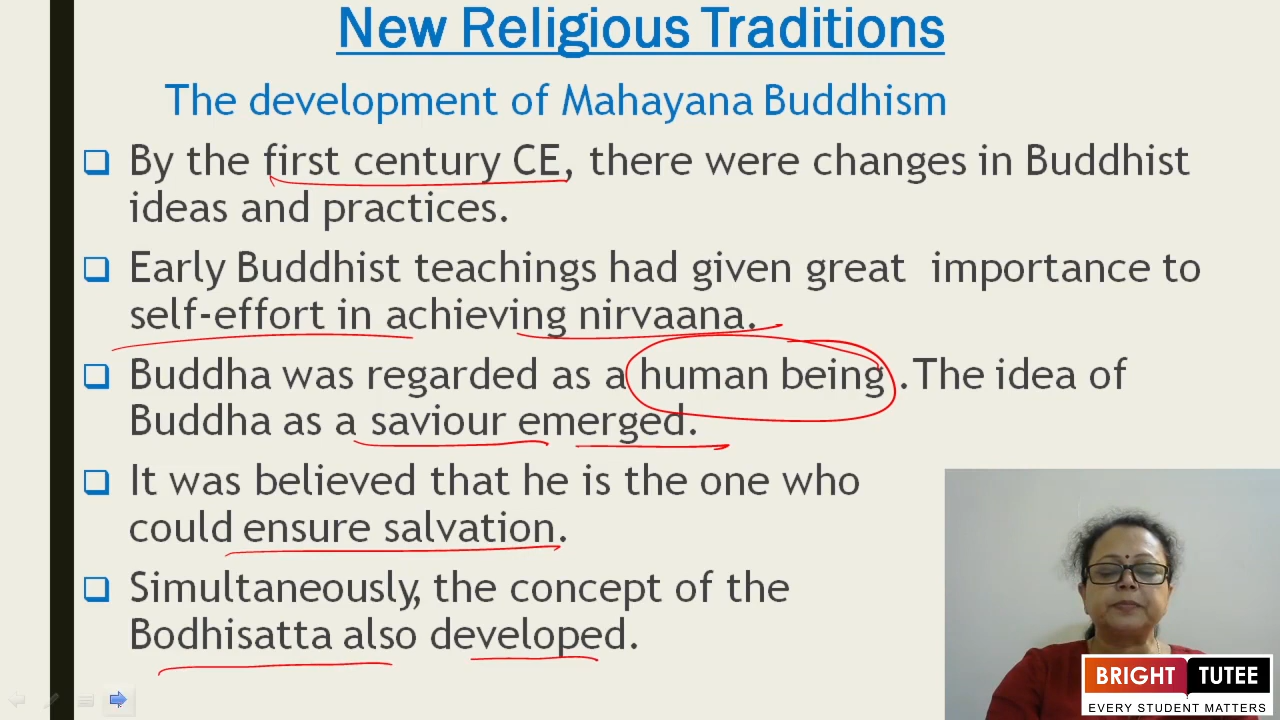 New Religious Traditions
The development of Mahayana Buddhism
By the first century CE, there were changes in Buddhist
ideas and practices.
Early Buddhist teachings had given great importance to
self-effort in achieving nirvaana.
Buddha was regarded as a human being .The idea of
Buddha as a saviour emerged.
It was believed that he is the one who
could ensure salvation.
Simultaneously, the concept of the
Bodhisatta also developed.
BRIGHT TUTEE
EVERY STUDENT MATTERS